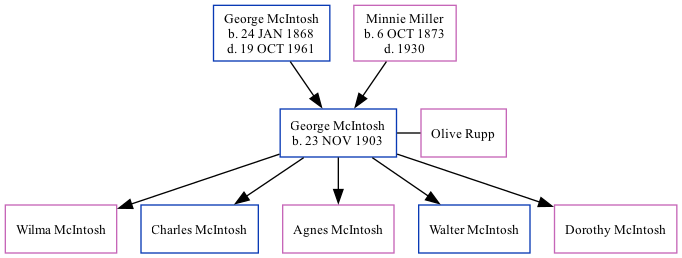 George McIntosh
b. 24 JAN 1868
d. 19 OCT 1961
Minnie Miller
b. 6 OCT 1873
d. 1930
George McIntosh
b. 23 NOV 1903
Olive Rupp
Wilma McIntosh
Charles McIntosh
Agnes McIntosh
Walter McIntosh
Dorothy McIntosh